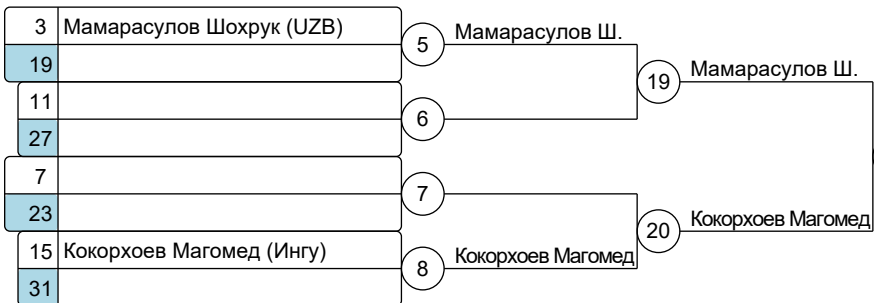 3 Мамарасулов Шохрук (UZB)
19
5 Мамарасулов Ш.
11
27
6
19 Мамарасулов Ш.
7
23
7
15 Кокорхоев Магомед (Ингу)
31
8 Кокорхоев Магомед
20 Кокорхоев Магомед